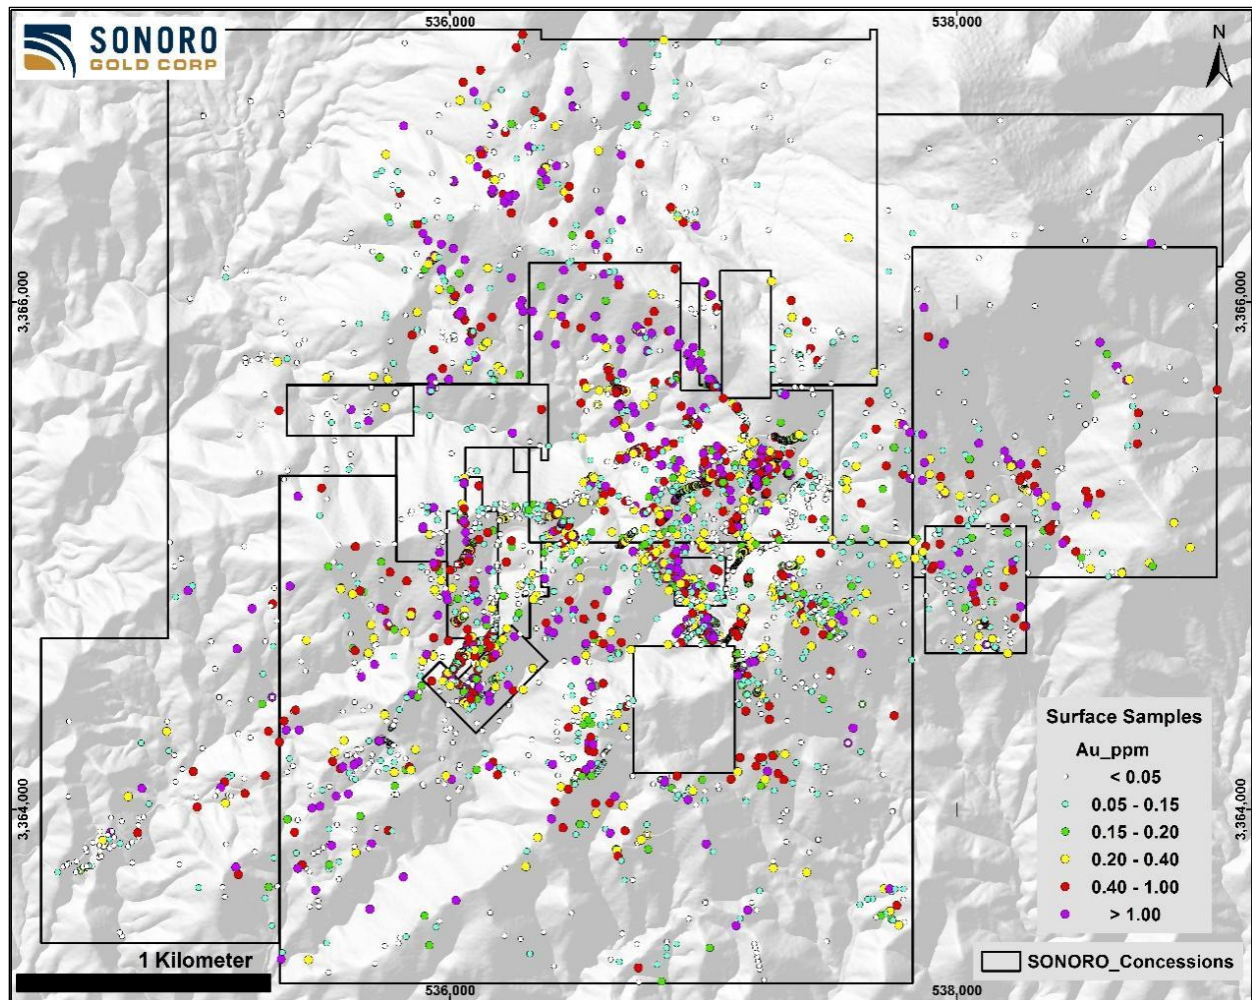 536,000
538,000
SONORO
GOLD CORP
N
3,366,000
3,366,000
Surface Samples
Au_ppm
< 0.05
0.05 - 0.15
0.15 - 0.20
0.20 - 0.40
0.40 - 1.00
> 1.00
3,364,000
3,364,000
1 Kilometer
SONORO_Concessions
536,000
538,000